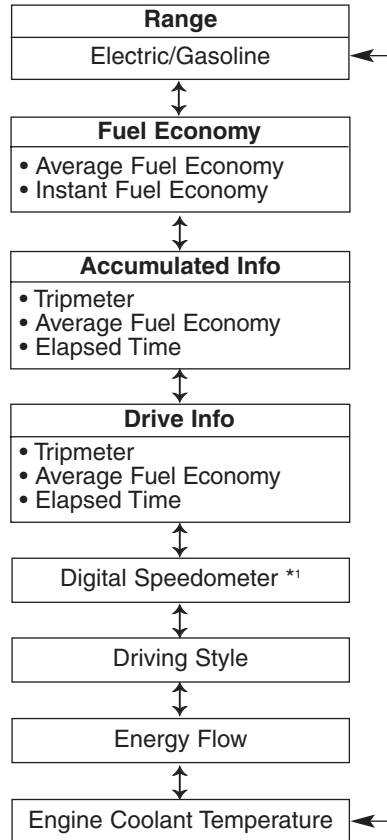 Range
Electric/Gasoline
Fuel Economy
• Average Fuel Economy
• Instant Fuel Economy
Accumulated Info
• Tripmeter
• Average Fuel Economy
• Elapsed Time
Drive Info
• Tripmeter
• Average Fuel Economy
• Elapsed Time
Digital Speedometer *1
Driving Style
Energy Flow
Engine Coolant Temperature